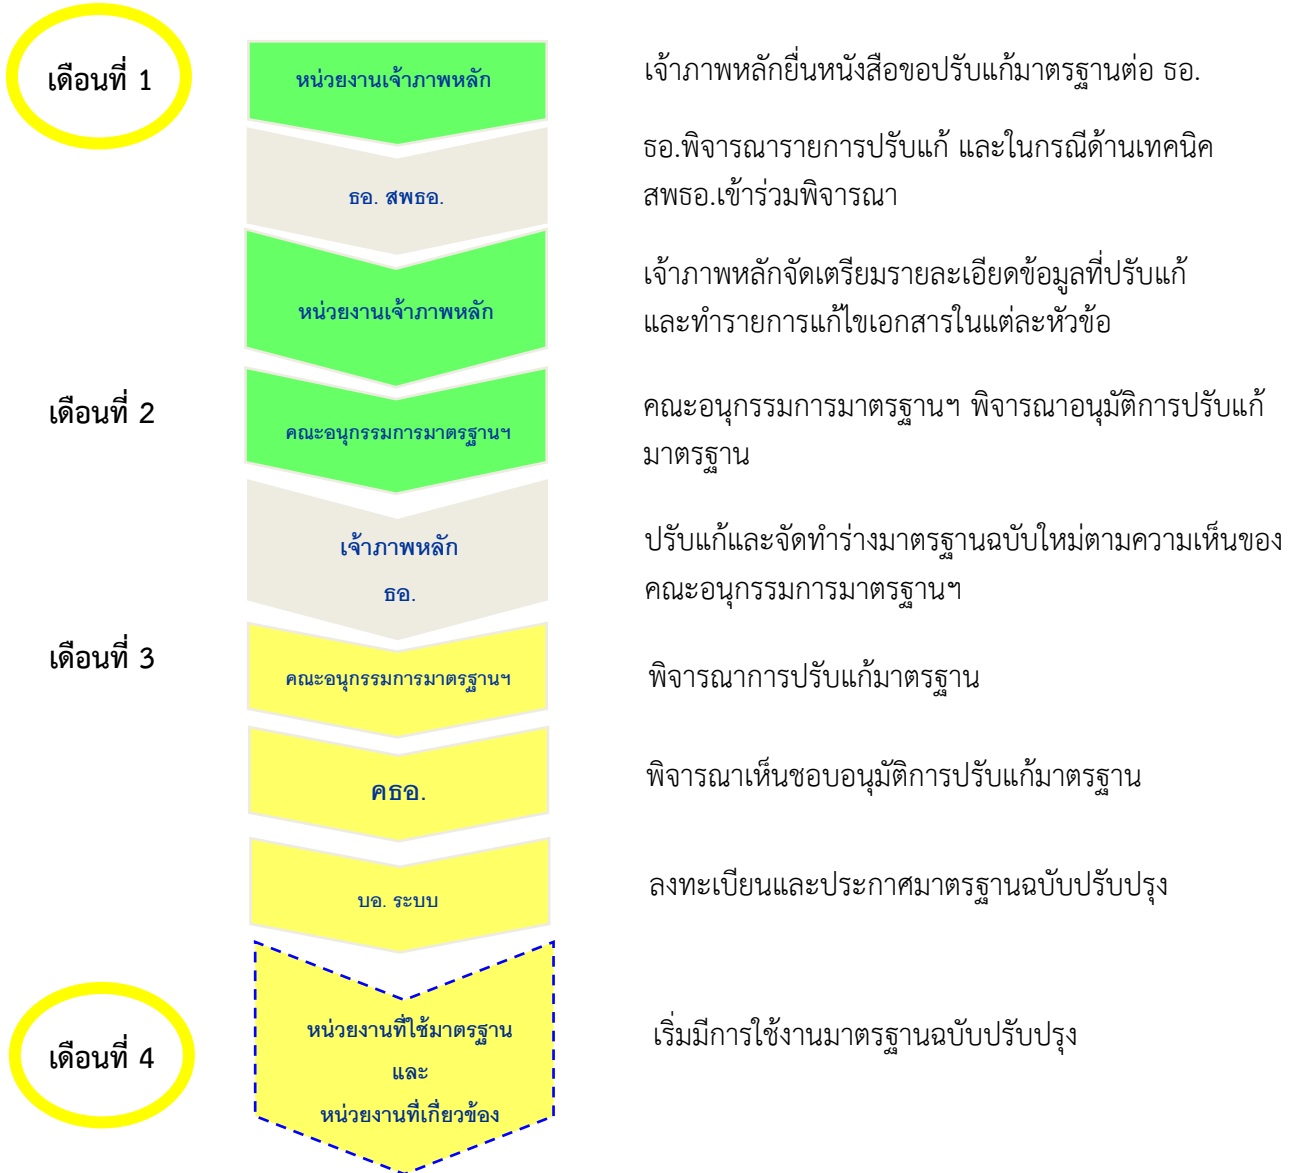 เดือนที่ 1
หน่วยงานเจ้าภาพหลัก
เจ้าภาพหลักยื่นหนังสือขอปรับแก้มาตรฐานต่อ ธอ.
ธอ. สพธอ.
ธอ.พิจารณารายการปรับแก้ และในกรณีด้านเทคนิค
สพธอ.เข้าร่วมพิจารณา
หน่วยงานเจ้าภาพหลัก
เจ้าภาพหลักจัดเตรียมรายละเอียดข้อมูลที่ปรับแก้
และทำรายการแก้ไขเอกสารในแต่ละหัวข้อ
เดือนที่ 2
คณะอนุกรรมการมาตรฐานฯ
คณะอนุกรรมการมาตรฐานฯ พิจารณาอนุมัติการปรับแก้
มาตรฐาน
เจ้าภาพหลัก
ธอ.
ปรับแก้และจัดทำร่างมาตรฐานฉบับใหม่ตามความเห็นของ
คณะอนุกรรมการมาตรฐานฯ
เดือนที่ 3
คณะอนุกรรมการมาตรฐานฯ
พิจารณาการปรับแก้มาตรฐาน
คธอ.
พิจารณาเห็นชอบอนุมัติการปรับแก้มาตรฐาน
บอ. ระบบ
ลงทะเบียนและประกาศมาตรฐานฉบับปรับปรุง
เดือนที่ 4
หน่วยงานที่ใช้มาตรฐาน
และ
หน่วยงานที่เกี่ยวข้อง
เริ่มมีการใช้งานมาตรฐานฉบับปรับปรุง